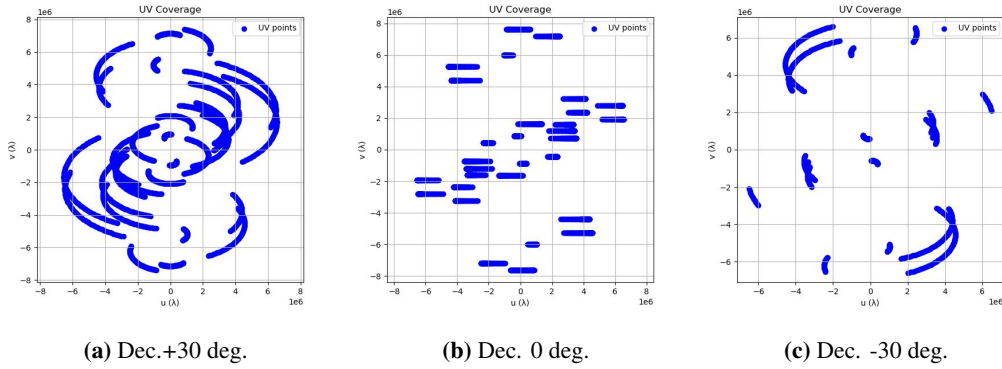 UV Coverage
1e6
UV points
8
6
4
2
0
−2
−4
−6
−8
v (λ)
−8 −6 −4 −2 0 2 4 6 8
u (λ)
1e6
UV Coverage
1e6
UV points
8
6
4
2
0
−2
−4
−6
−8
v (λ)
−8 −6 −4 −2 0 2 4 6 8
u (λ)
1e6
UV Coverage
1e6
UV points
6
4
2
0
−2
−4
−6
v (λ)
−6 −4 −2 0 2 4 6
u (λ)
1e6
(a) Dec.+30 deg.
(b) Dec. 0 deg.
(c) Dec. -30 deg.